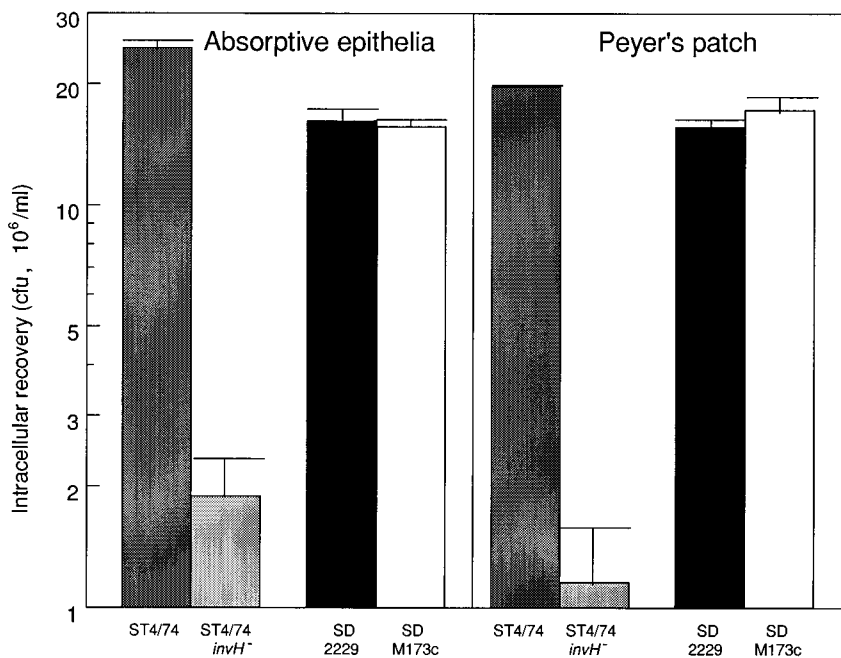 Absorptive epithelia
Peyer's patch
Intracellular recovery (cfu, 10⁶/ml)
30
20
10
5
3
2
1
ST4/74
ST4/74
invH⁻
SD
2229
SD
M173c
ST4/74
ST4/74
invH⁻
SD
2229
SD
M173c